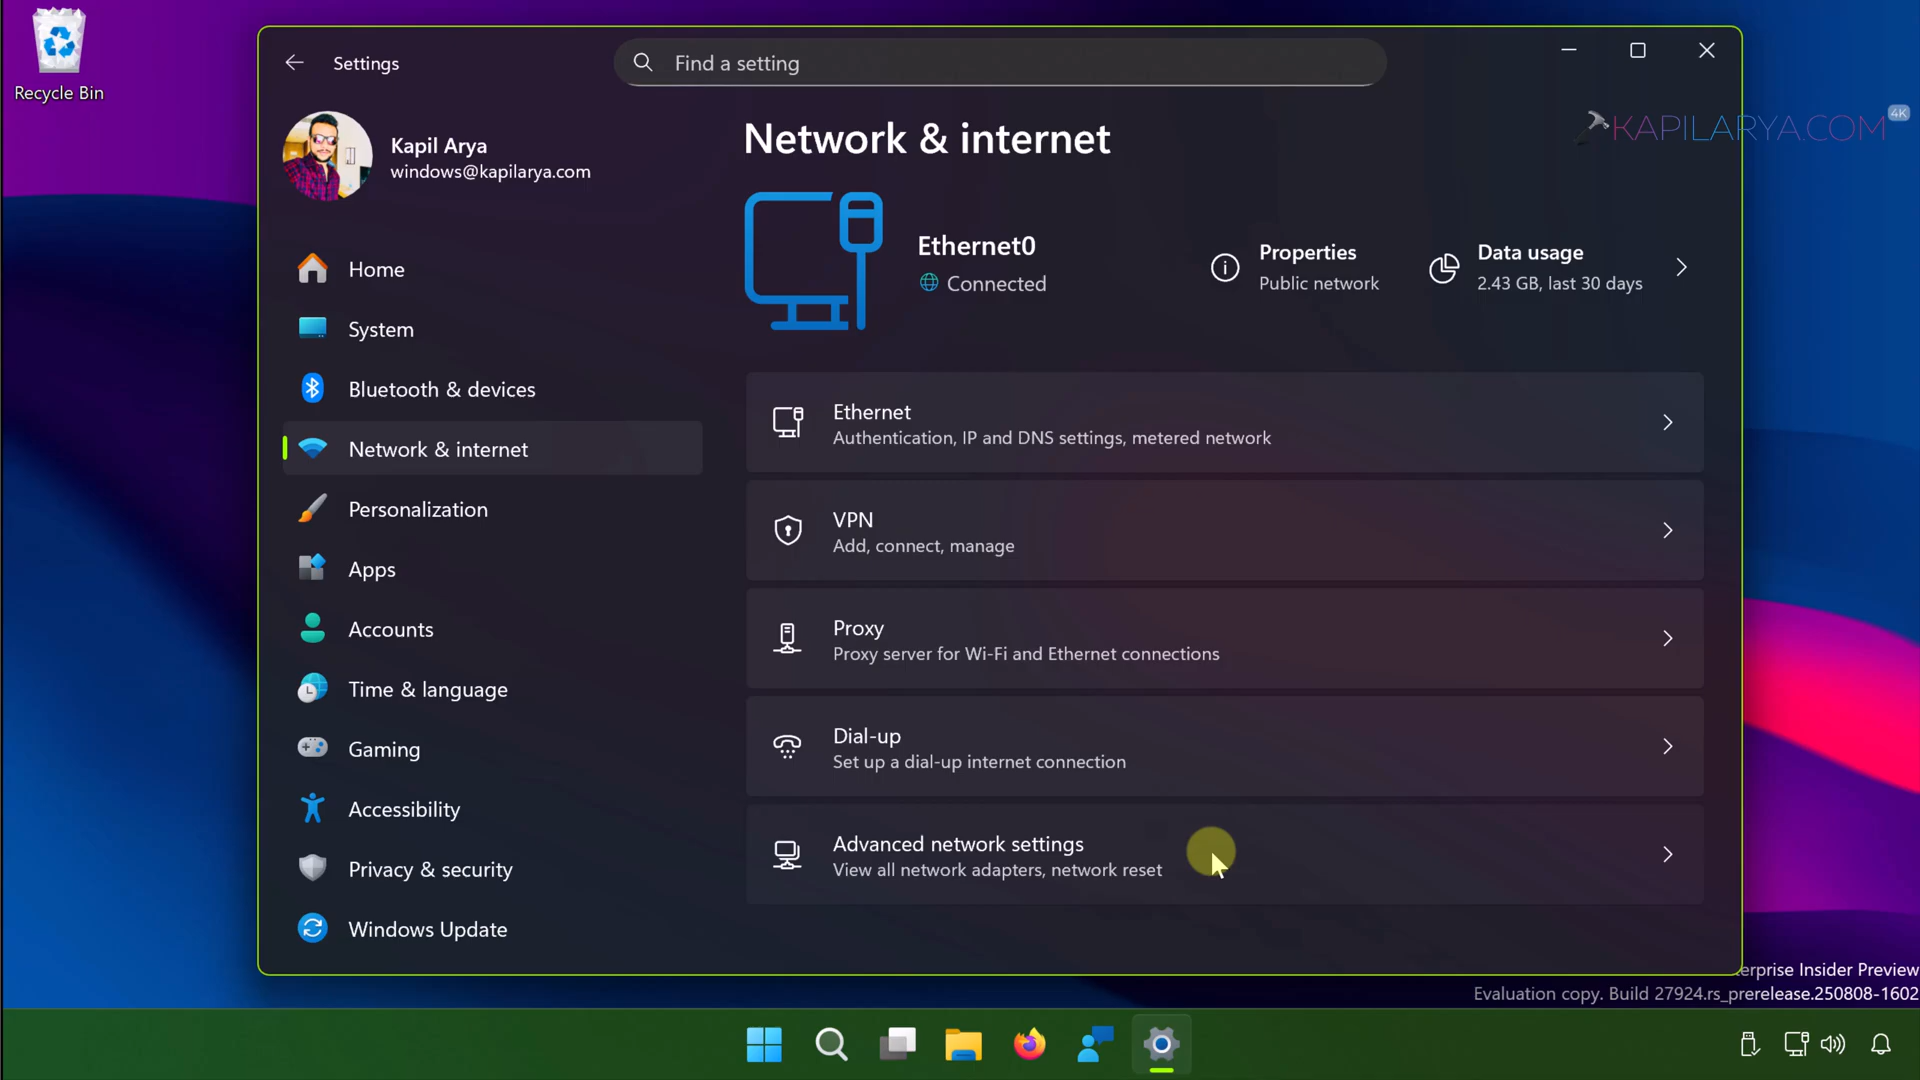 Recycle Bin
Settings
Find a setting
KAPILARYA.COM
4K
Kapil Arya
windows@kapilarya.com
Home
System
Bluetooth & devices
Network & internet
Personalization
Apps
Accounts
Time & language
Gaming
Accessibility
Privacy & security
Windows Update
Network & internet
Ethernet0
Connected
Properties
Public network
Data usage
2.43 GB, last 30 days
Ethernet
Authentication, IP and DNS settings, metered network
VPN
Add, connect, manage
Proxy
Proxy server for Wi-Fi and Ethernet connections
Dial-up
Set up a dial-up internet connection
Advanced network settings
View all network adapters, network reset
erprise Insider Preview
Evaluation copy. Build 27924.rs_prerelease.250808-1602